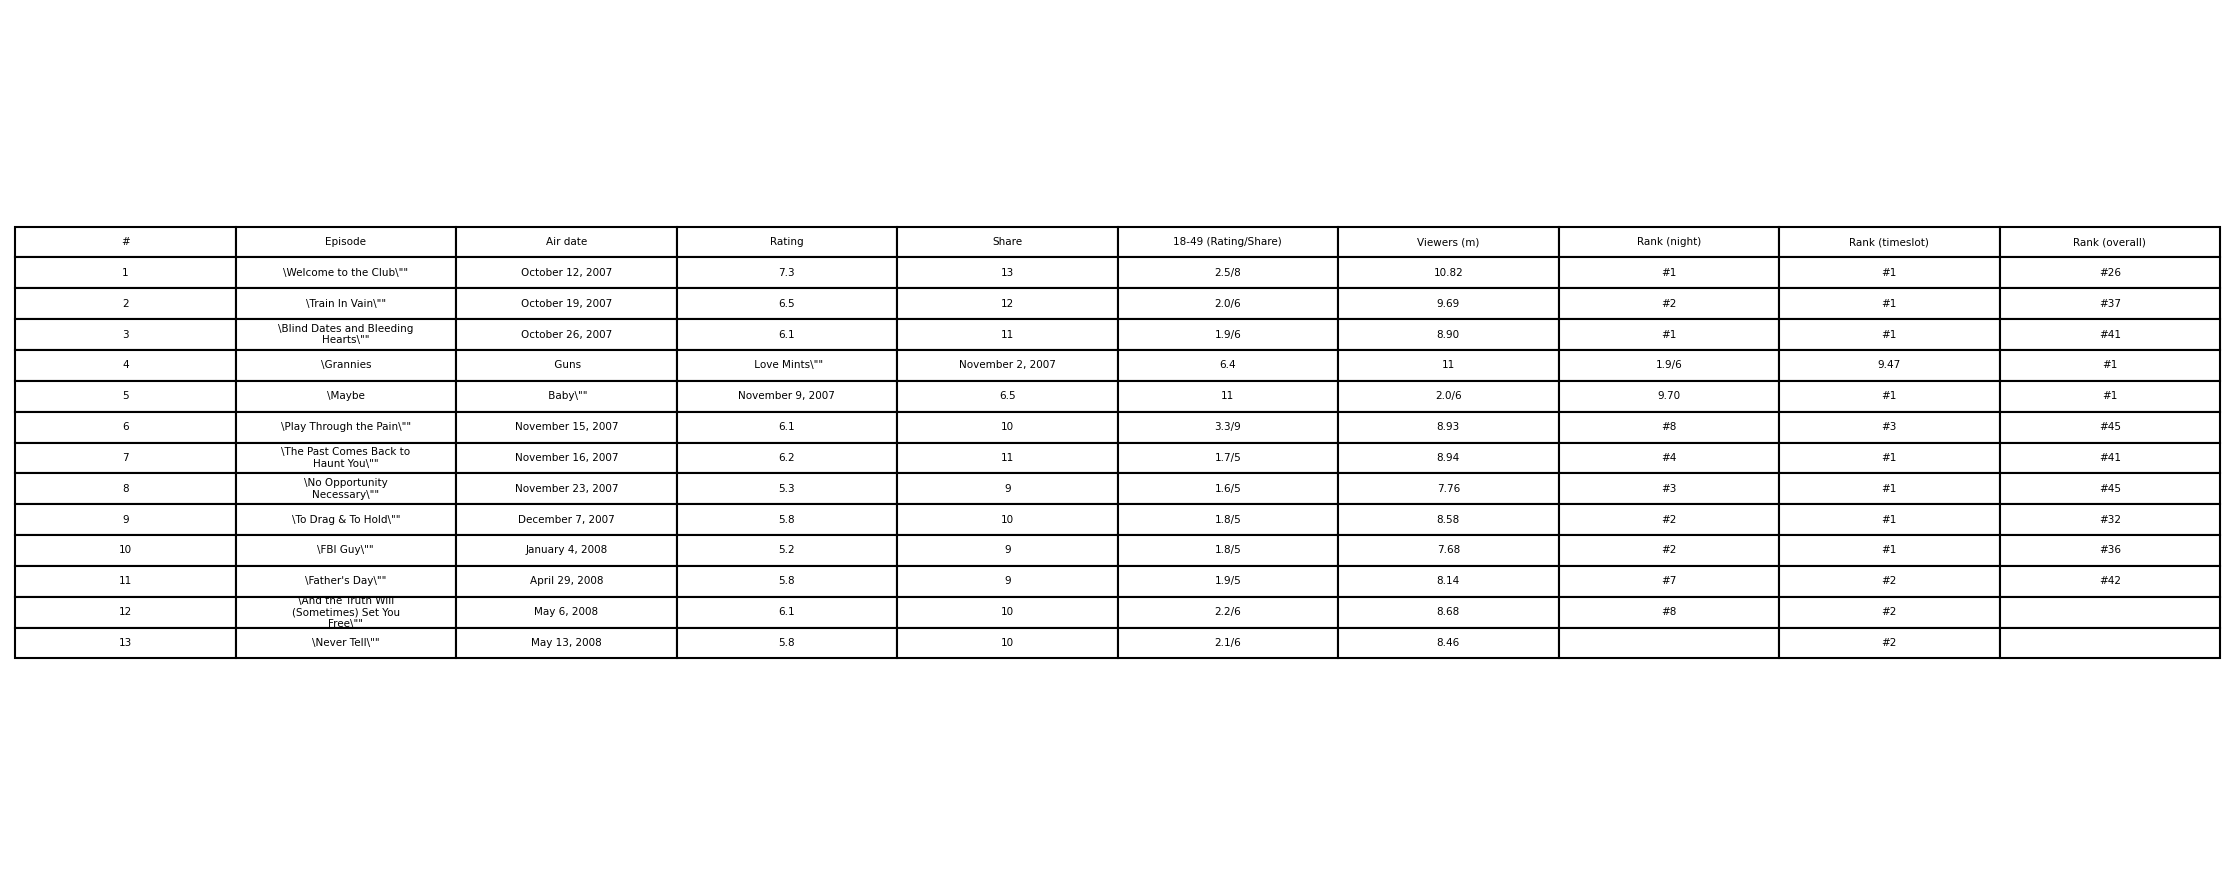 # Episode Air date Rating Share 18-49 (Rating/Share) Viewers (m) Rank (night) Rank (timeslot) Rank (overall)
1 \Welcome to the Club\"" October 12, 2007 7.3 13 2.5/8 10.82 #1 #1 #26
2 \Train In Vain\"" October 19, 2007 6.5 12 2.0/6 9.69 #2 #1 #37
3 \Blind Dates and Bleeding
Hearts\"" October 26, 2007 6.1 11 1.9/6 8.90 #1 #1 #41
4 \Grannies Guns Love Mints\"" November 2, 2007 6.4 11 1.9/6 9.47 #1
5 \Maybe Baby\"" November 9, 2007 6.5 11 2.0/6 9.70 #1 #1
6 \Play Through the Pain\"" November 15, 2007 6.1 10 3.3/9 8.93 #8 #3 #45
7 \The Past Comes Back to
Haunt You\"" November 16, 2007 6.2 11 1.7/5 8.94 #4 #1 #41
8 \No Opportunity
Necessary\"" November 23, 2007 5.3 9 1.6/5 7.76 #3 #1 #45
9 \To Drag & To Hold\"" December 7, 2007 5.8 10 1.8/5 8.58 #2 #1 #32
10 \FBI Guy\"" January 4, 2008 5.2 9 1.8/5 7.68 #2 #1 #36
11 \Father's Day\"" April 29, 2008 5.8 9 1.9/5 8.14 #7 #2 #42
12 \And the Truth Will
(Sometimes) Set You
Free\"" May 6, 2008 6.1 10 2.2/6 8.68 #8 #2
13 \Never Tell\"" May 13, 2008 5.8 10 2.1/6 8.46 #2